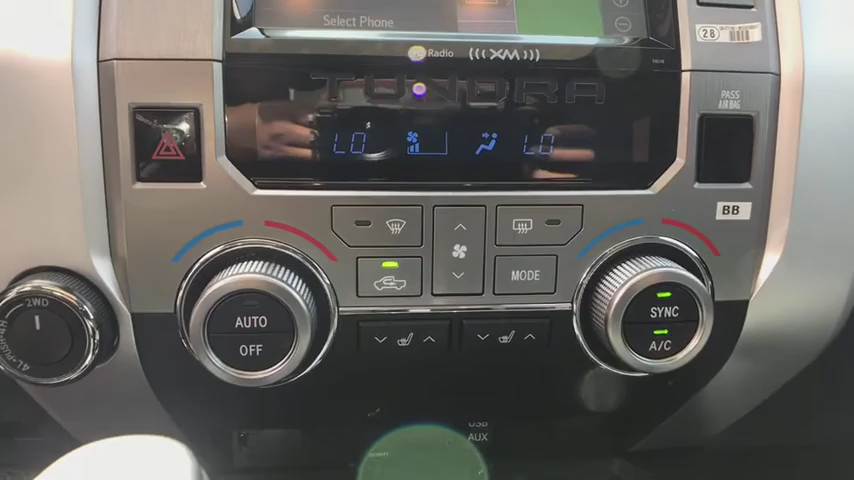 Select Phone
28
HD Radio
(((XM)))
TUNDRA
PASS
AIR BAG
LO
LO
BB
2WD
MODE
AUTO
OFF
SYNC
A/C
USB
AUX